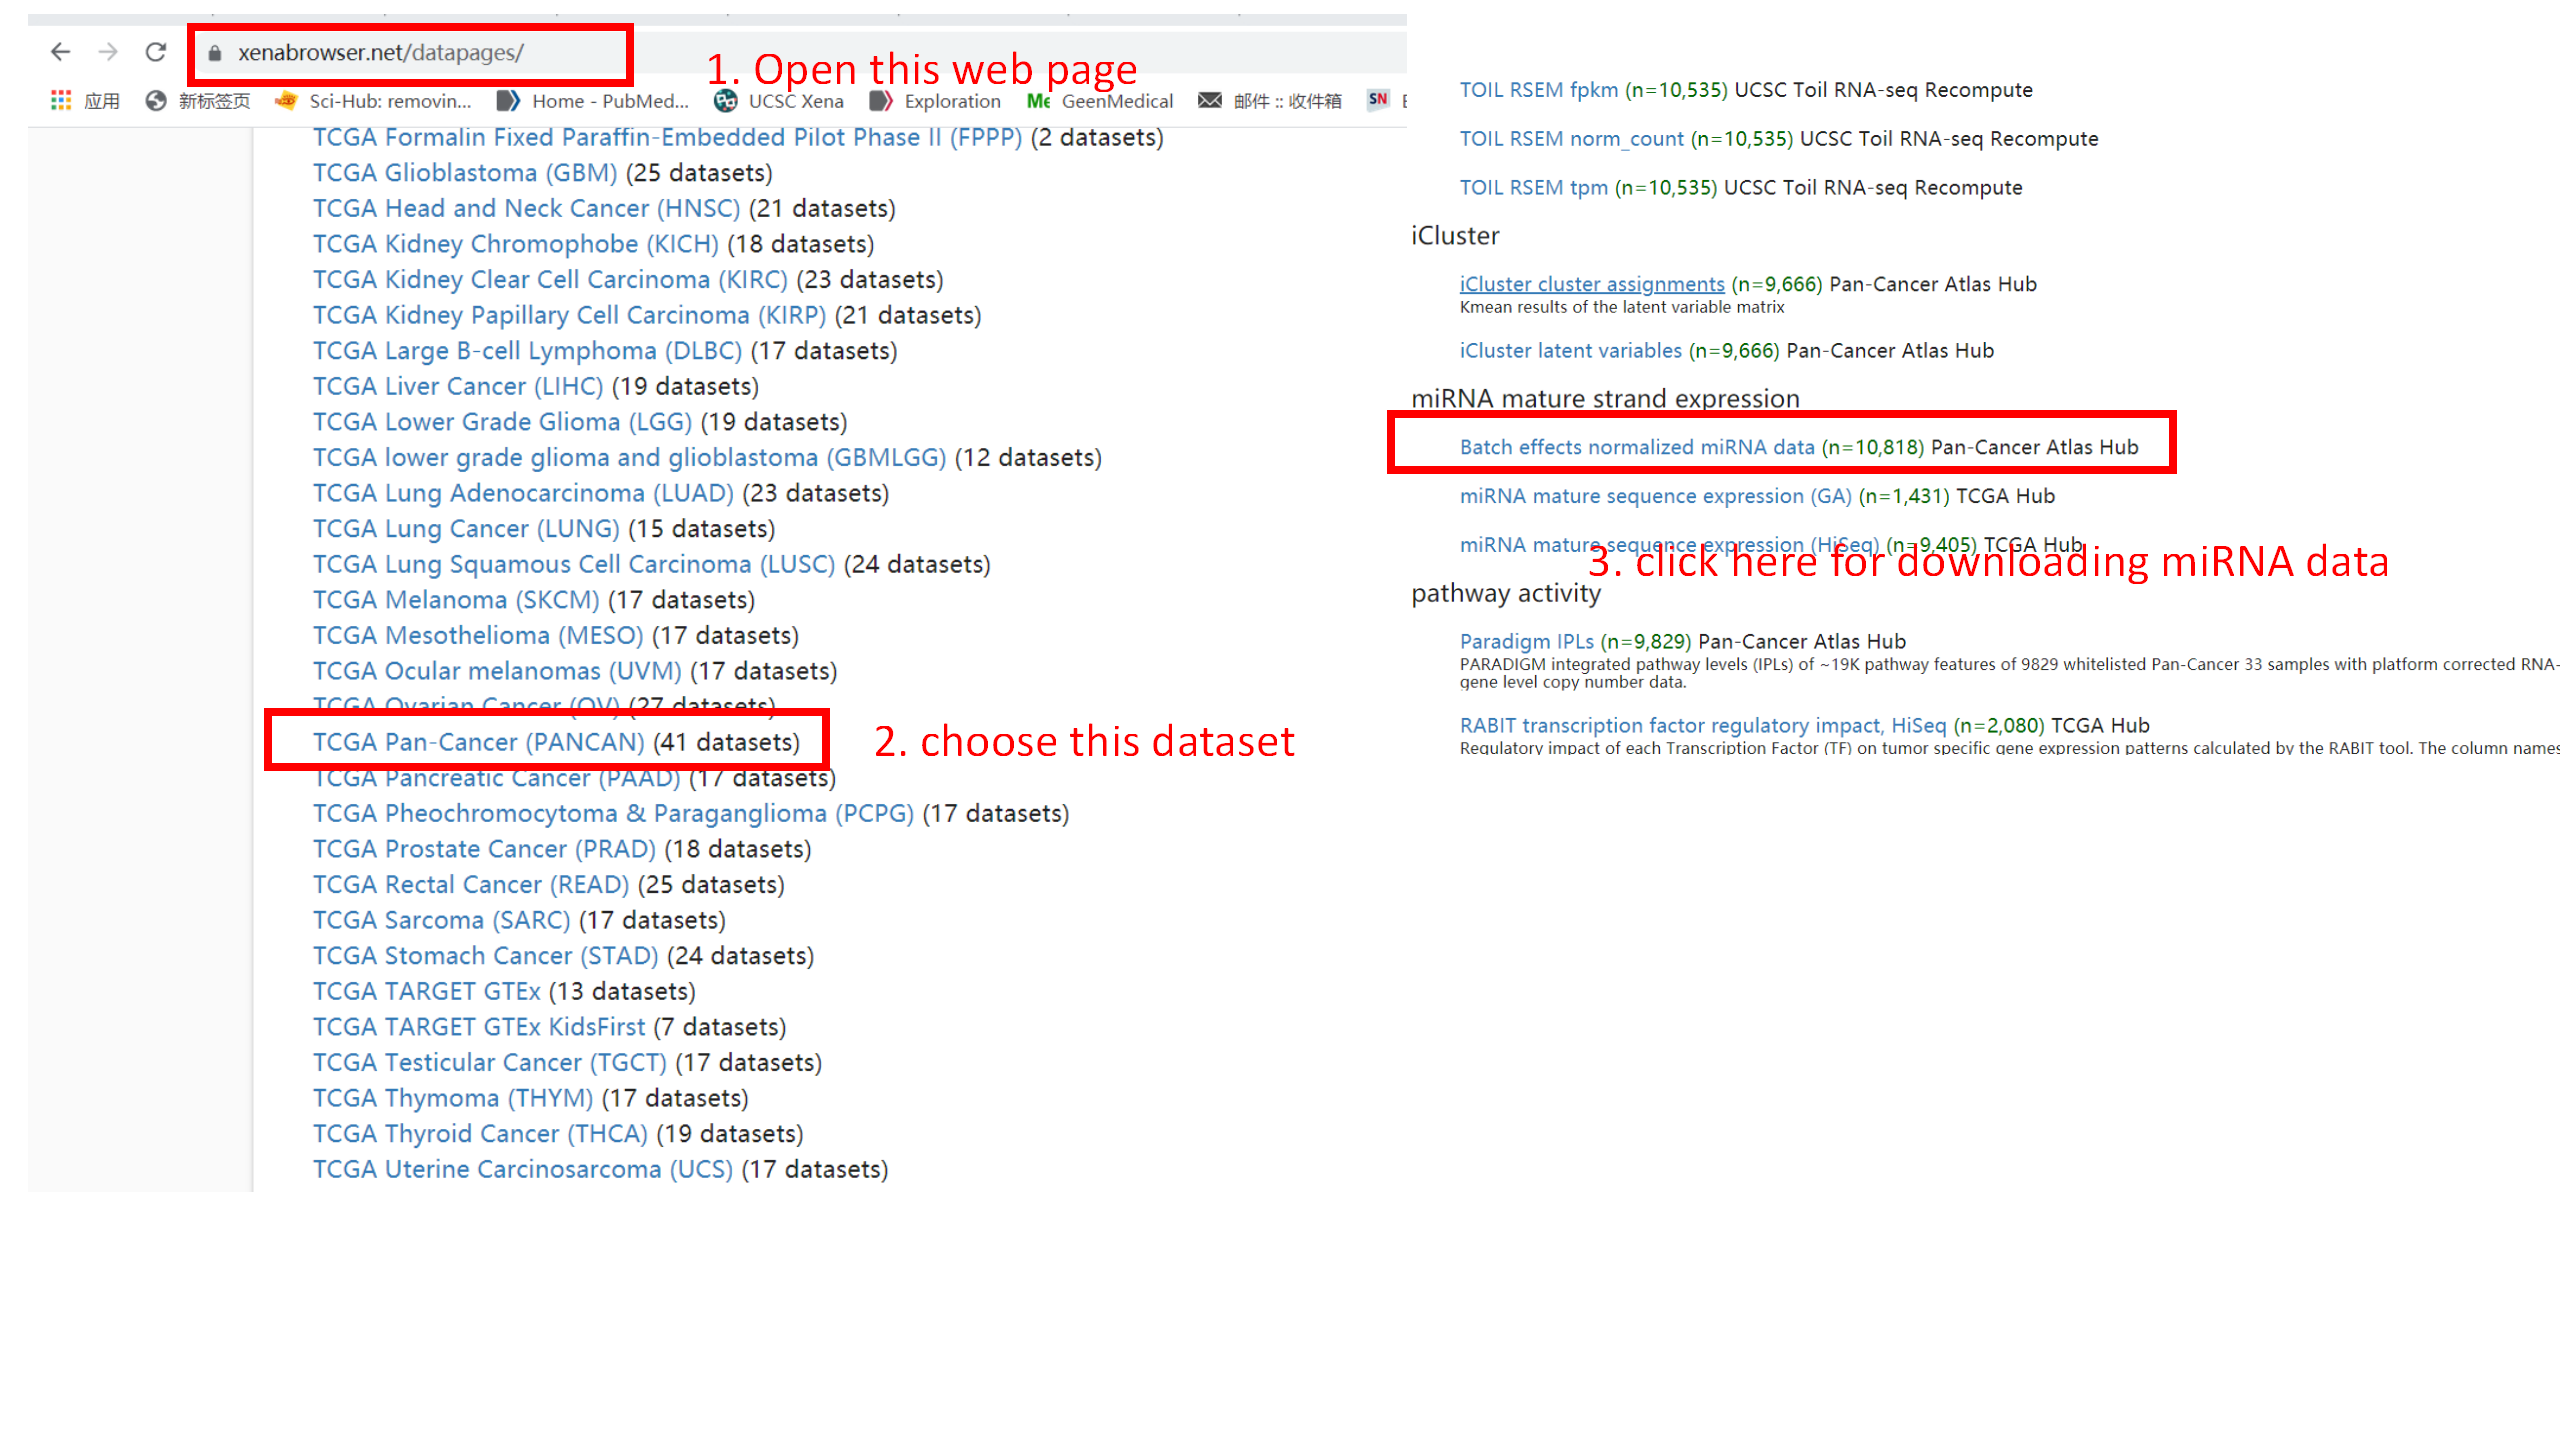 xenabrowser.net/datapages/
1. Open this web page
应用 新标签页 Sci-Hub: removin... Home - PubMed... UCSC Xena Exploration Me GeenMedical 邮件 :: 收件箱 SN
TCGA Formalin Fixed Paraffin-Embedded Pilot Phase II (FPPP) (2 datasets)
TCGA Glioblastoma (GBM) (25 datasets)
TCGA Head and Neck Cancer (HNSC) (21 datasets)
TCGA Kidney Chromophobe (KICH) (18 datasets)
TCGA Kidney Clear Cell Carcinoma (KIRC) (23 datasets)
TCGA Kidney Papillary Cell Carcinoma (KIRP) (21 datasets)
TCGA Large B-cell Lymphoma (DLBC) (17 datasets)
TCGA Liver Cancer (LIHC) (19 datasets)
TCGA Lower Grade Glioma (LGG) (19 datasets)
TCGA lower grade glioma and glioblastoma (GBMLGG) (12 datasets)
TCGA Lung Adenocarcinoma (LUAD) (23 datasets)
TCGA Lung Cancer (LUNG) (15 datasets)
TCGA Lung Squamous Cell Carcinoma (LUSC) (24 datasets)
TCGA Melanoma (SKCM) (17 datasets)
TCGA Mesothelioma (MESO) (17 datasets)
TCGA Ocular melanomas (UVM) (17 datasets)
TCGA Ovarian Cancer (OV) (27 datasets)
TCGA Pan-Cancer (PANCAN) (41 datasets)
2. choose this dataset
TCGA Pancreatic Cancer (PAAD) (17 datasets)
TCGA Pheochromocytoma & Paraganglioma (PCPG) (17 datasets)
TCGA Prostate Cancer (PRAD) (18 datasets)
TCGA Rectal Cancer (READ) (25 datasets)
TCGA Sarcoma (SARC) (17 datasets)
TCGA Stomach Cancer (STAD) (24 datasets)
TCGA TARGET GTEx (13 datasets)
TCGA TARGET GTEx KidsFirst (7 datasets)
TCGA Testicular Cancer (TGCT) (17 datasets)
TCGA Thymoma (THYM) (17 datasets)
TCGA Thyroid Cancer (THCA) (19 datasets)
TCGA Uterine Carcinosarcoma (UCS) (17 datasets)
TOIL RSEM fpkm (n=10,535) UCSC Toil RNA-seq Recompute
TOIL RSEM norm_count (n=10,535) UCSC Toil RNA-seq Recompute
TOIL RSEM tpm (n=10,535) UCSC Toil RNA-seq Recompute
iCluster
iCluster cluster assignments (n=9,666) Pan-Cancer Atlas Hub
Kmean results of the latent variable matrix
iCluster latent variables (n=9,666) Pan-Cancer Atlas Hub
miRNA mature strand expression
Batch effects normalized miRNA data (n=10,818) Pan-Cancer Atlas Hub
miRNA mature sequence expression (GA) (n=1,431) TCGA Hub
miRNA mature sequence expression (HiSeq) (n=9,405) TCGA Hub
3. click here for downloading miRNA data
pathway activity
Paradigm IPLs (n=9,829) Pan-Cancer Atlas Hub
PARADIGM integrated pathway levels (IPLs) of ~19K pathway features of 9829 whitelisted Pan-Cancer 33 samples with platform corrected RNA-
gene level copy number data.
RABIT transcription factor regulatory impact, HiSeq (n=2,080) TCGA Hub
Regulatory impact of each Transcription Factor (TF) on tumor specific gene expression patterns calculated by the RABIT tool. The column names